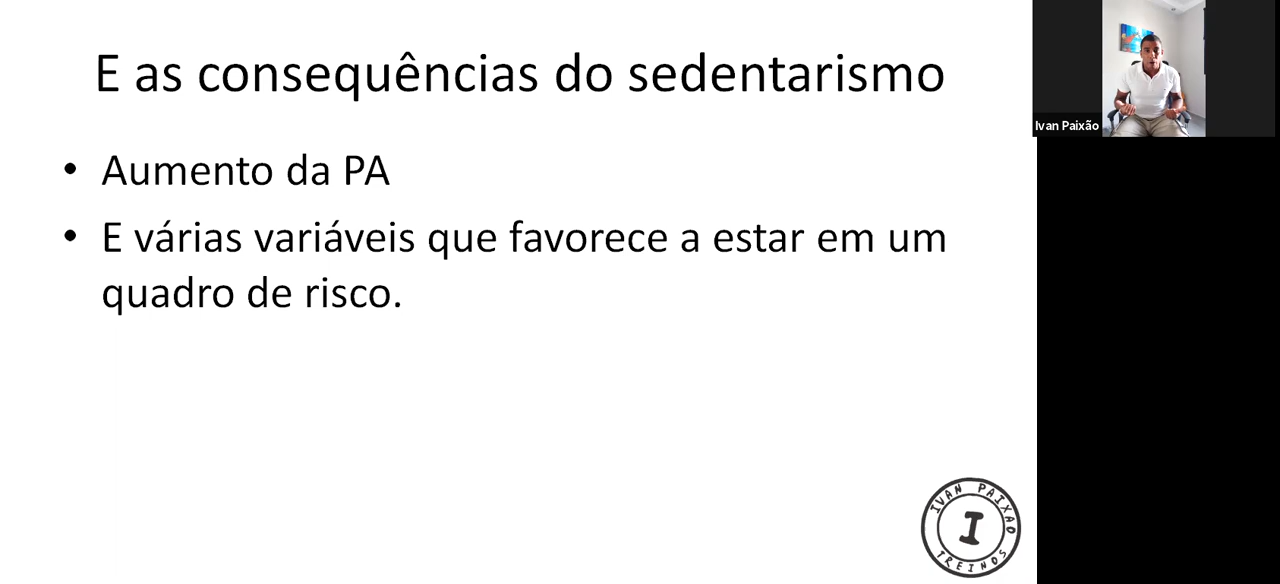 E as consequências do sedentarismo
• Aumento da PA
• E várias variáveis que favorece a estar em um
quadro de risco.
Ivan Paixão
IVAN PAIXAO
I
TREINOS